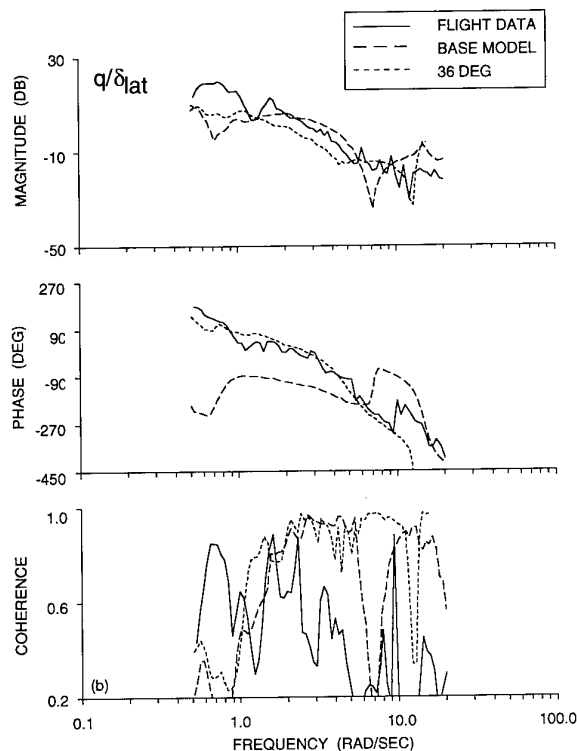 FLIGHT DATA
BASE MODEL
36 DEG
q/δlat
MAGNITUDE (DB)
30
-10
-50
PHASE (DEG)
270
90
-90
-270
-450
COHERENCE
1.0
0.6
0.2
(b)
0.1
1.0
10.0
100.0
FREQUENCY (RAD/SEC)